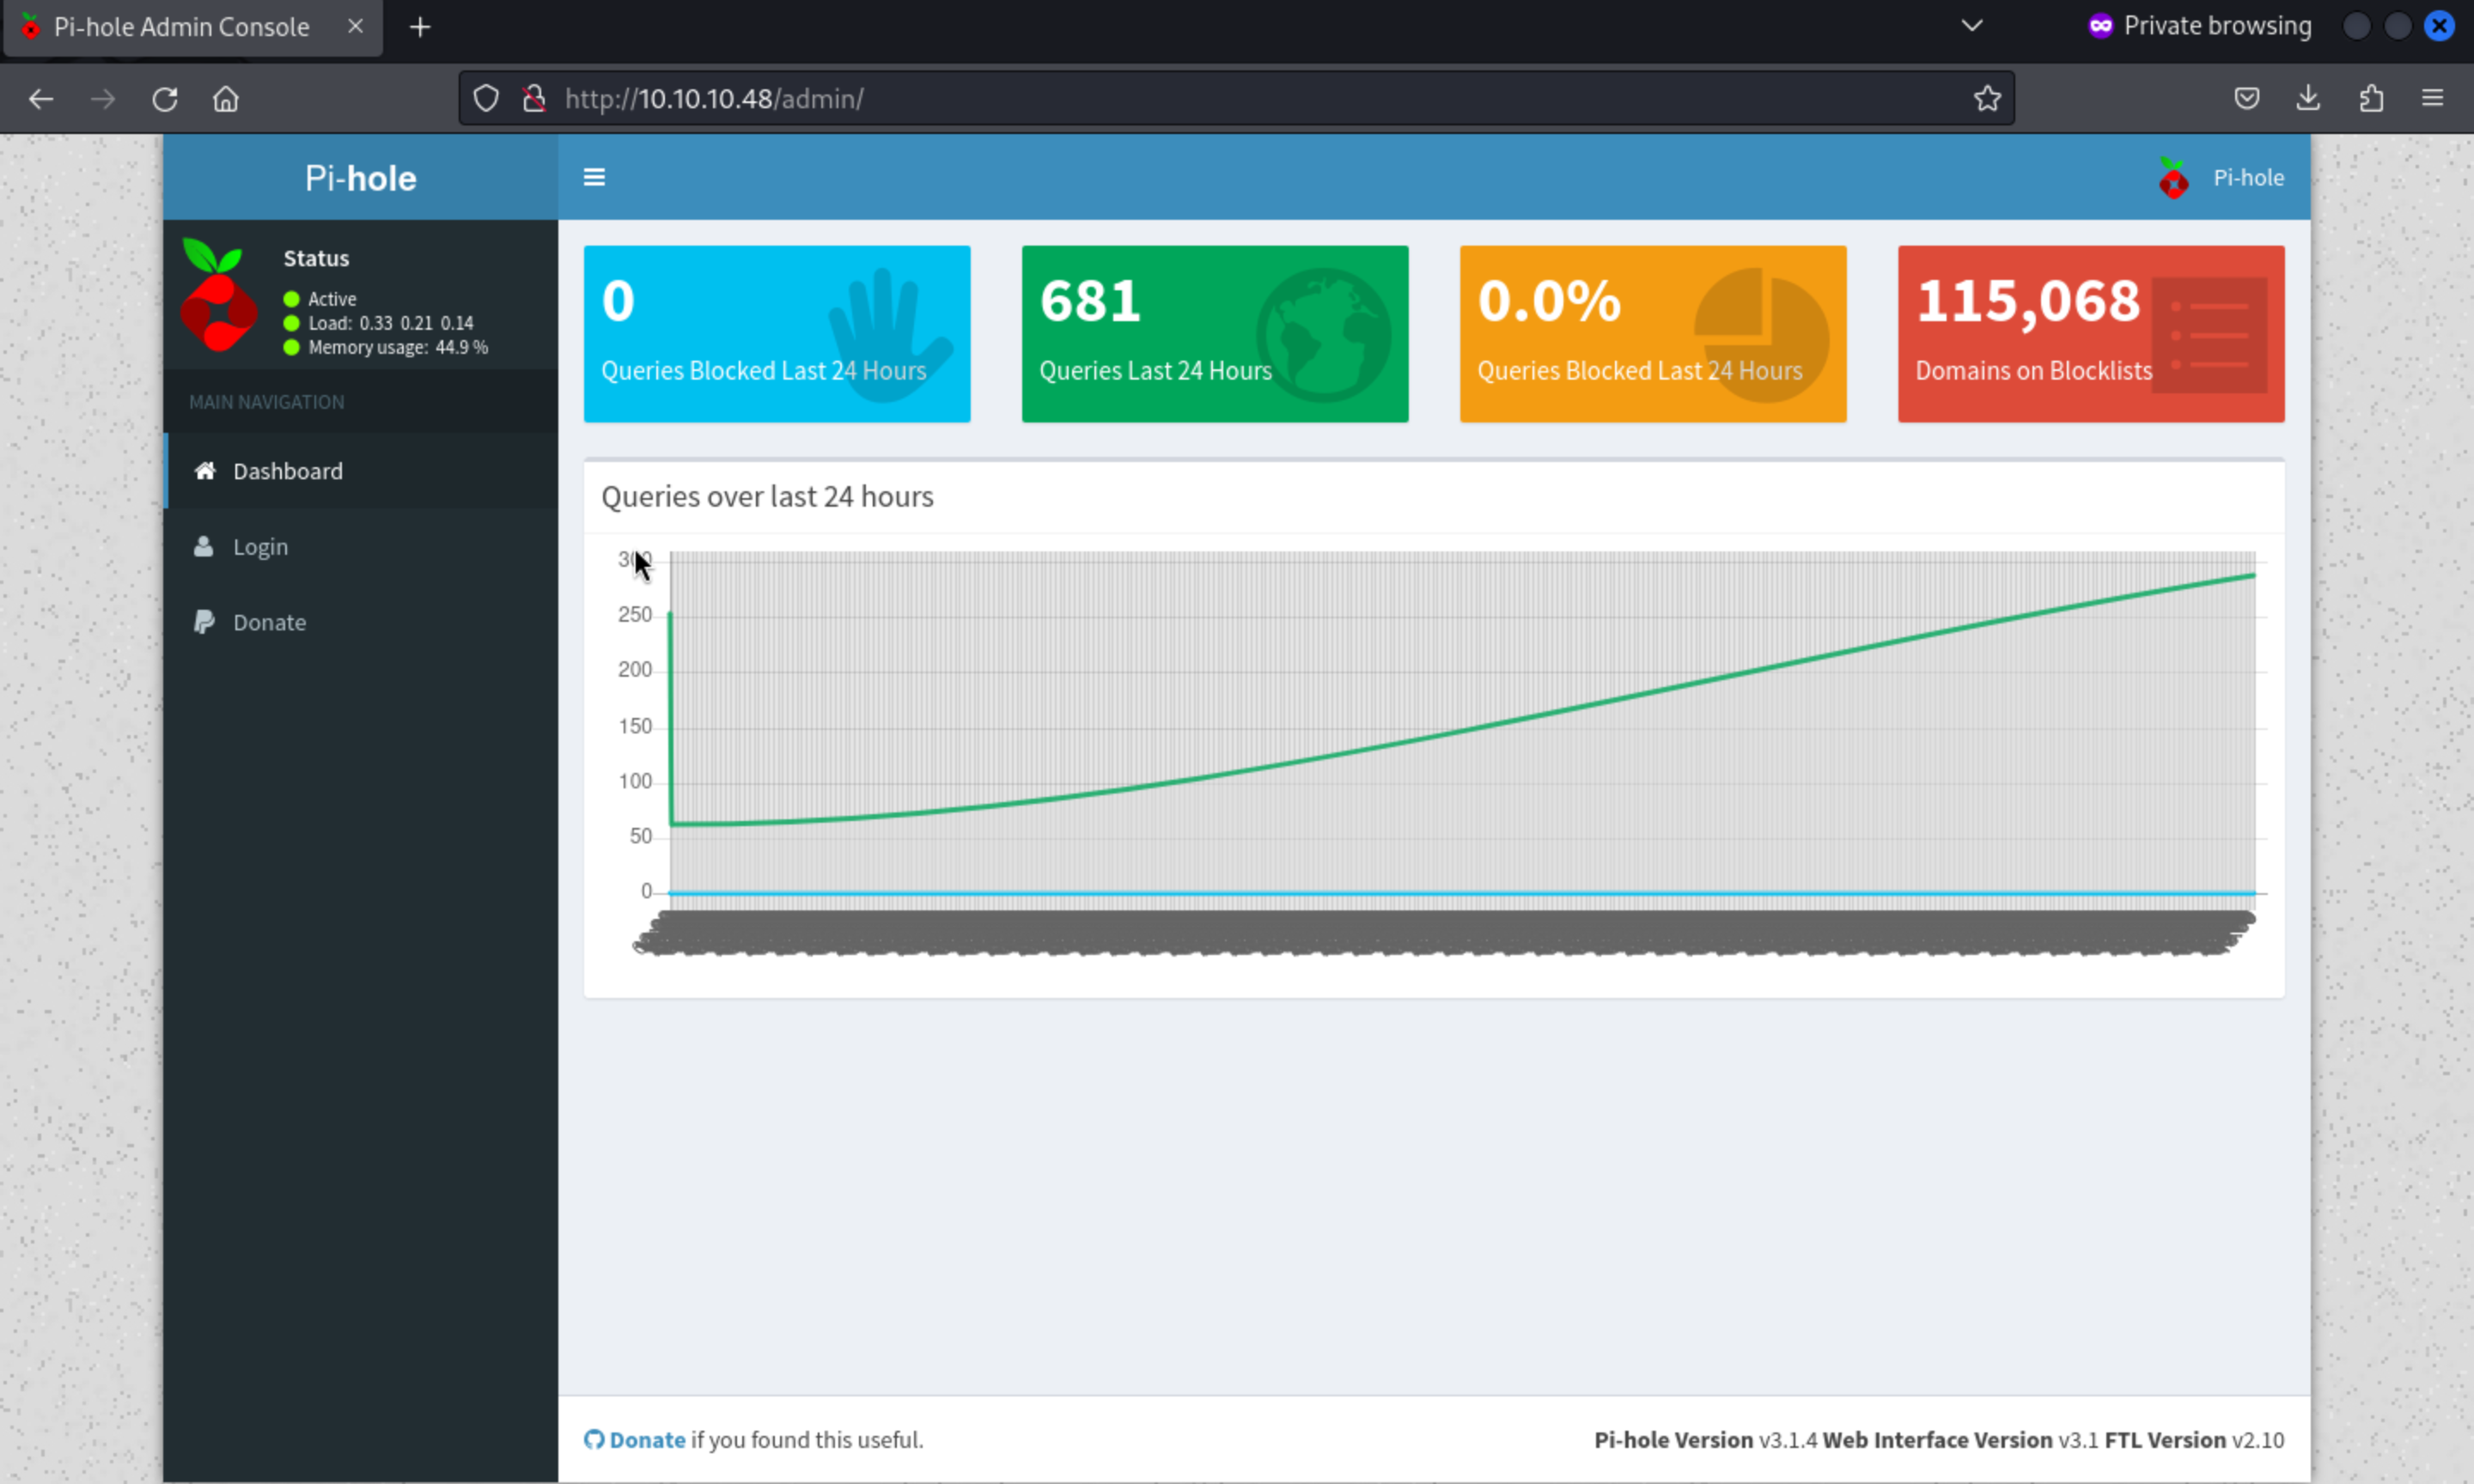 Pi-hole Admin Console
Private browsing
http://10.10.10.48/admin/
Pi-hole
Pi-hole
Status
Active
Load: 0.33 0.21 0.14
Memory usage: 44.9 %
MAIN NAVIGATION
Dashboard
Login
Donate
0
Queries Blocked Last 24 Hours
681
Queries Last 24 Hours
0.0%
Queries Blocked Last 24 Hours
115,068
Domains on Blocklists
Queries over last 24 hours
300
250
200
150
100
50
0
Donate if you found this useful.
Pi-hole Version v3.1.4 Web Interface Version v3.1 FTL Version v2.10